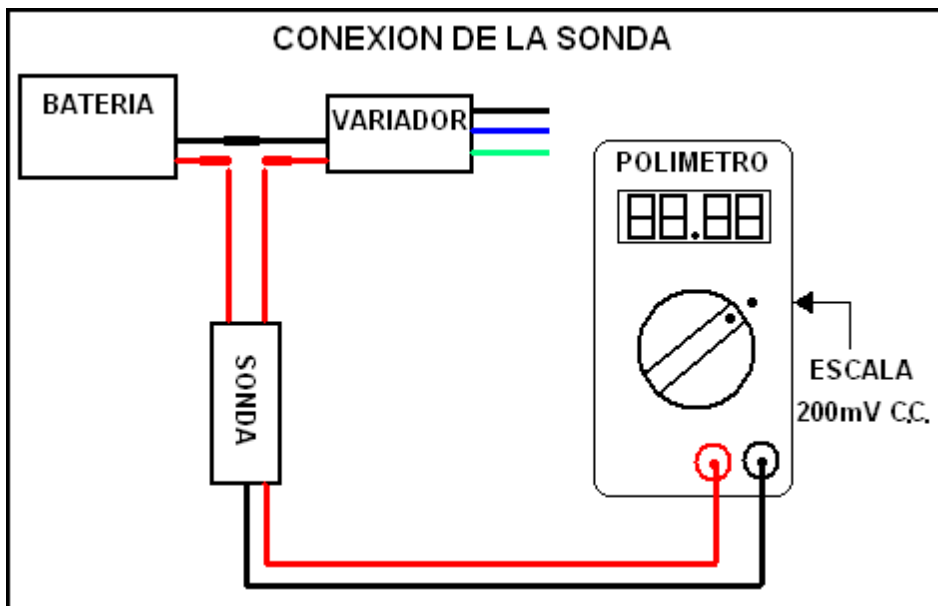 CONEXION DE LA SONDA
BATERIA
VARIADOR
POLIMETRO
88.88
SONDA
ESCALA
200mV C.C.